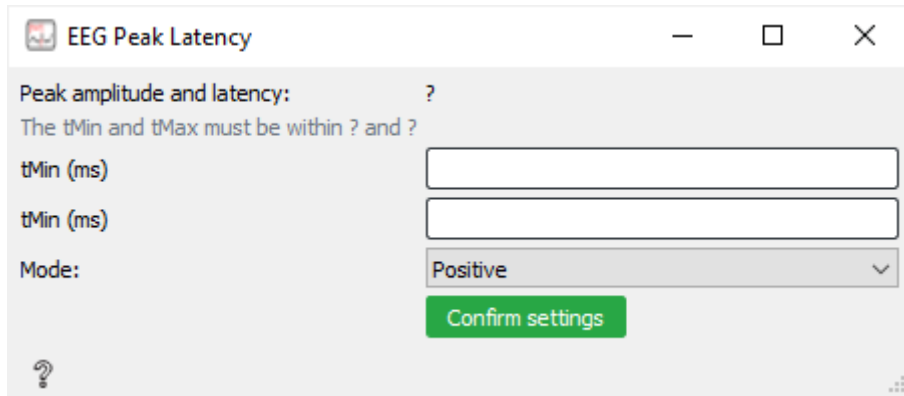 EEG Peak Latency
Peak amplitude and latency: ?
The tMin and tMax must be within ? and ?
tMin (ms)
tMin (ms)
Mode: Positive
Confirm settings
?